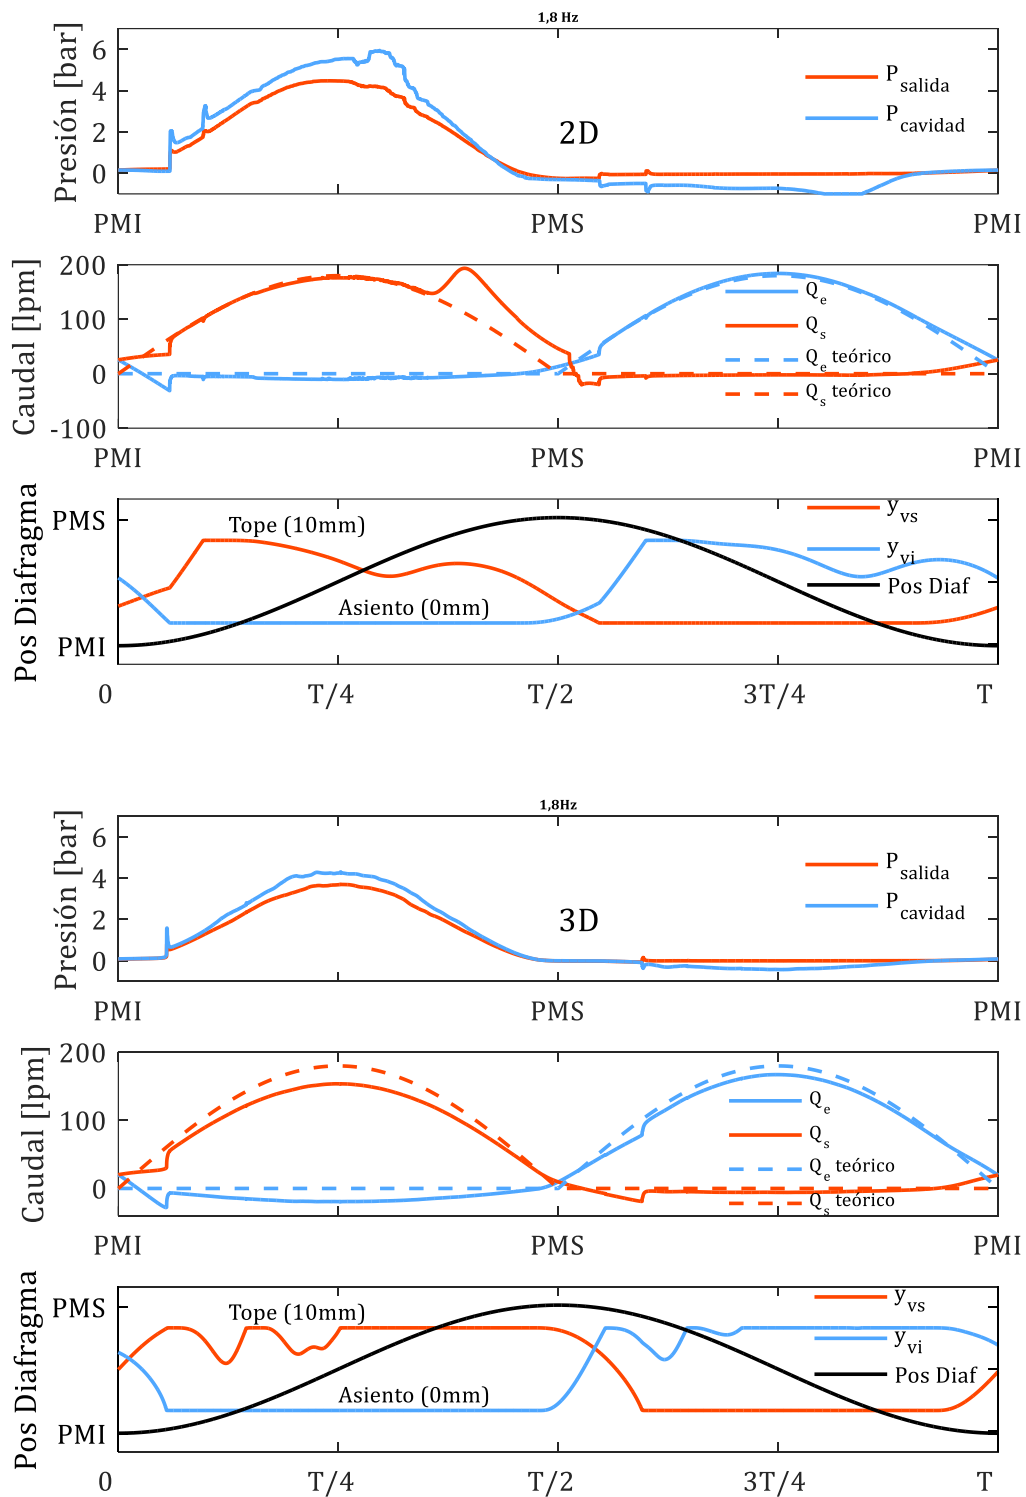 1,8 Hz
Presión [bar]
6
4
2
0
2D
P salida
P cavidad
PMI
PMS
PMI
Caudal [lpm]
200
100
0
-100
Q e
Q s
Q e teórico
Q s teórico
PMI
PMS
PMI
Pos Diafragma
PMS
PMI
Tope (10mm)
Asiento (0mm)
y vs
y vi
Pos Diaf
0
T/4
T/2
3T/4
T
1,8Hz
Presión [bar]
6
4
2
0
3D
P salida
P cavidad
PMI
PMS
PMI
Caudal [lpm]
200
100
0
Q e
Q s
Q e teórico
Q s teórico
PMI
PMS
PMI
Pos Diafragma
PMS
PMI
Tope (10mm)
Asiento (0mm)
y vs
y vi
Pos Diaf
0
T/4
T/2
3T/4
T